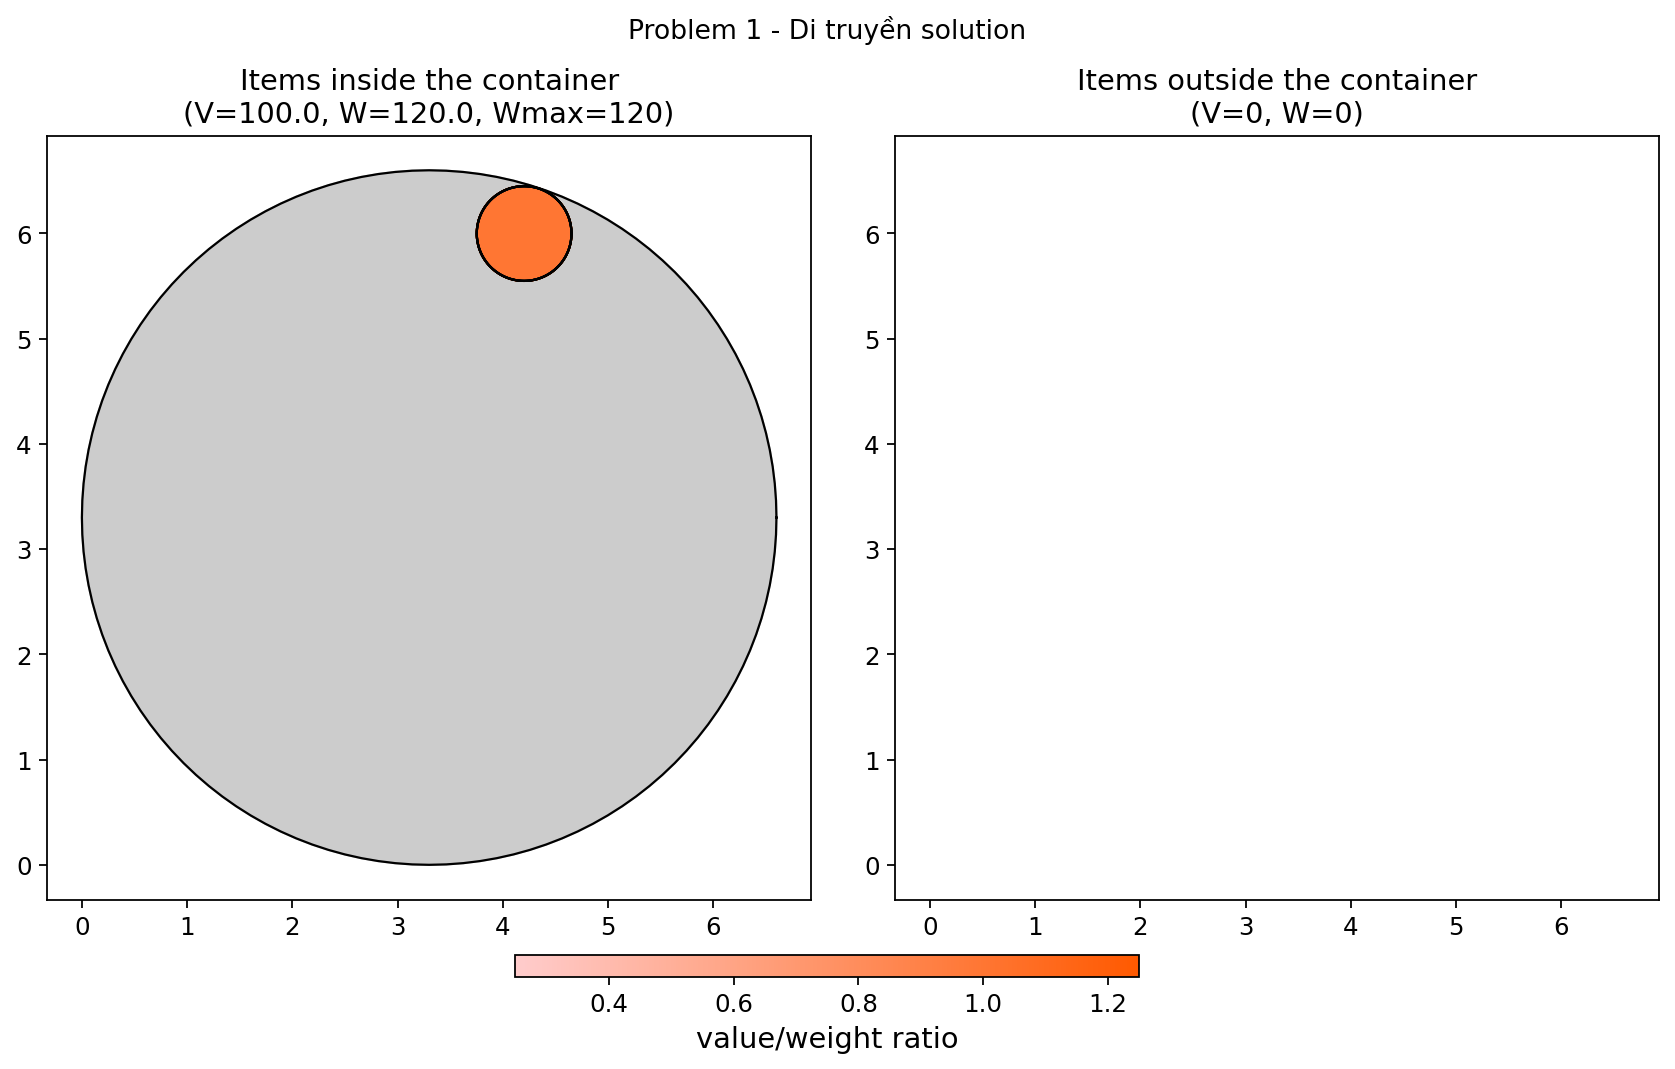 Problem 1 - Di truyền solution
Items inside the container
(V=100.0, W=120.0, Wmax=120)
Items outside the container
(V=0, W=0)
6
5
4
3
2
1
0
0 1 2 3 4 5 6
6
5
4
3
2
1
0
0 1 2 3 4 5 6
0.4 0.6 0.8 1.0 1.2
value/weight ratio